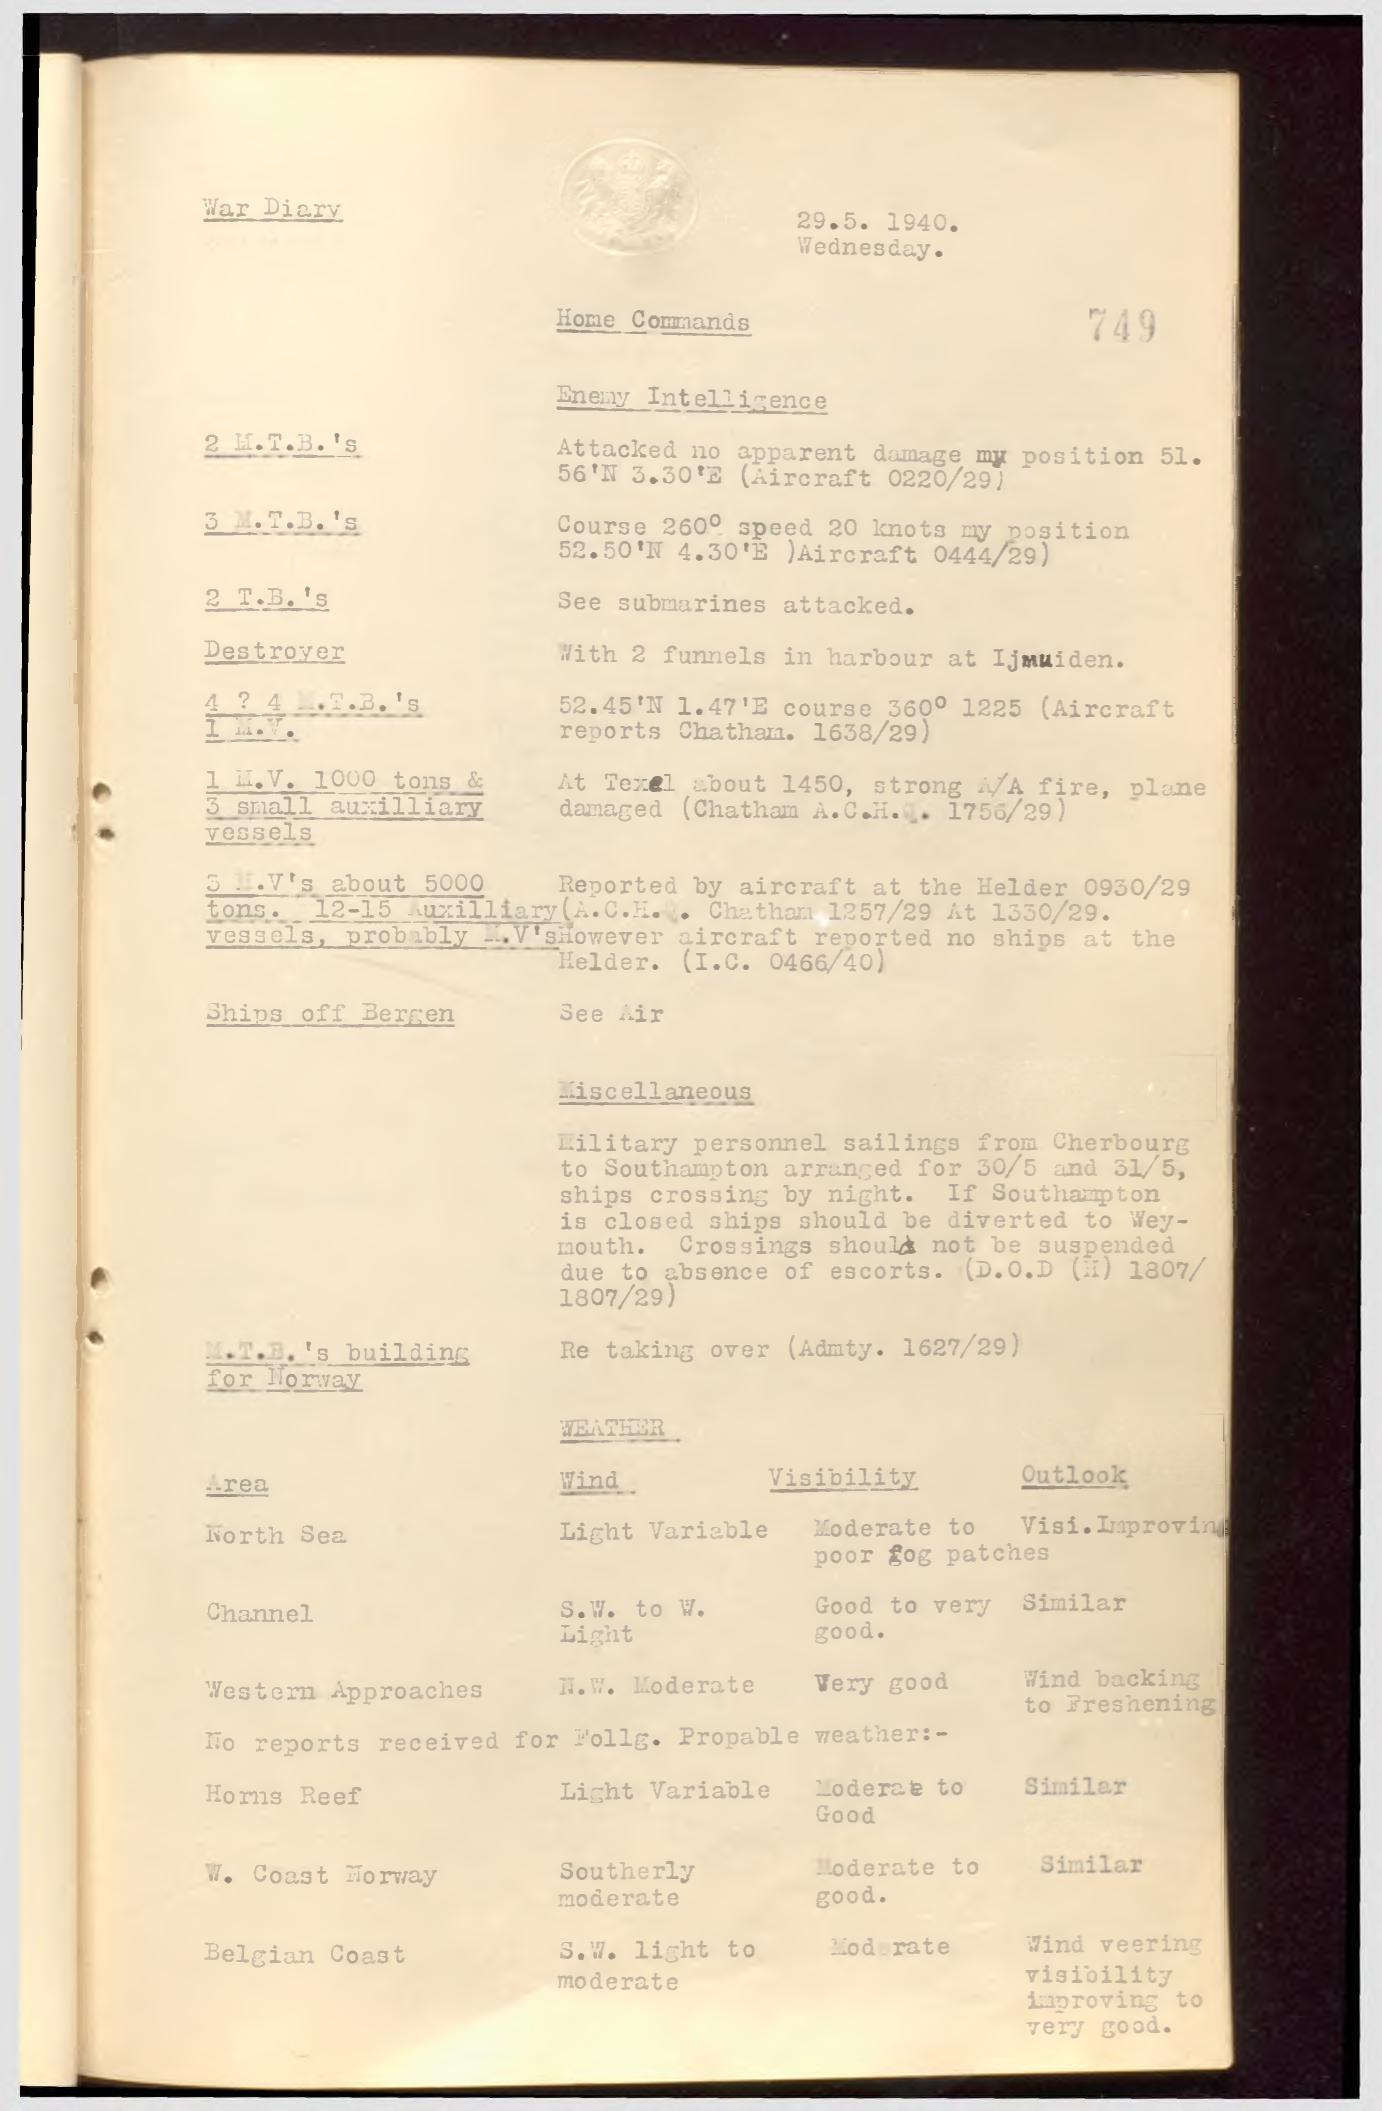 War Diary
29.5. 1940.
Wednesday.
Home Commands
749
Enemy Intelligence
2 M.T.B.'s Attacked no apparent damage my position 51.
56'N 3.30'E (Aircraft 0220/29)
3 M.T.B.'s Course 260° speed 20 knots my position
52.50'N 4.30'E )Aircraft 0444/29)
2 T.B.'s See submarines attacked.
Destroyer With 2 funnels in harbour at Ijmuiden.
4 ? 4 M.T.B.'s 52.45'N 1.47'E course 360° 1225 (Aircraft
1 M.V. reports Chatham. 1638/29)
1 M.V. 1000 tons & At Texel about 1450, strong A/A fire, plane
3 small auxilliary damaged (Chatham A.C.H.Q. 1756/29)
vessels
3 M.V's about 5000 Reported by aircraft at the Helder 0930/29
tons. 12-15 Auxilliary (A.C.H.Q. Chatham 1257/29 At 1330/29.
vessels, probably M.V's However aircraft reported no ships at the
Helder. (I.C. 0466/40)
Ships off Bergen See Air
Miscellaneous
Military personnel sailings from Cherbourg
to Southampton arranged for 30/5 and 31/5,
ships crossing by night. If Southampton
is closed ships should be diverted to Wey-
mouth. Crossings should not be suspended
due to absence of escorts. (D.O.D (H) 1807/
1807/29)
M.T.B.'s building Re taking over (Admty. 1627/29)
for Norway
WEATHER
Area Wind Visibility Outlook
North Sea Light Variable Moderate to Visi.Improving
poor fog patches
Channel S.W. to W. Good to very Similar
Light good.
Western Approaches N.W. Moderate Very good Wind backing
to Freshening
No reports received for Follg. Propable weather:-
Horns Reef Light Variable Moderate to Similar
Good
W. Coast Norway Southerly Moderate to Similar
moderate good.
Belgian Coast S.W. light to Moderate Wind veering
moderate visibility
improving to
very good.